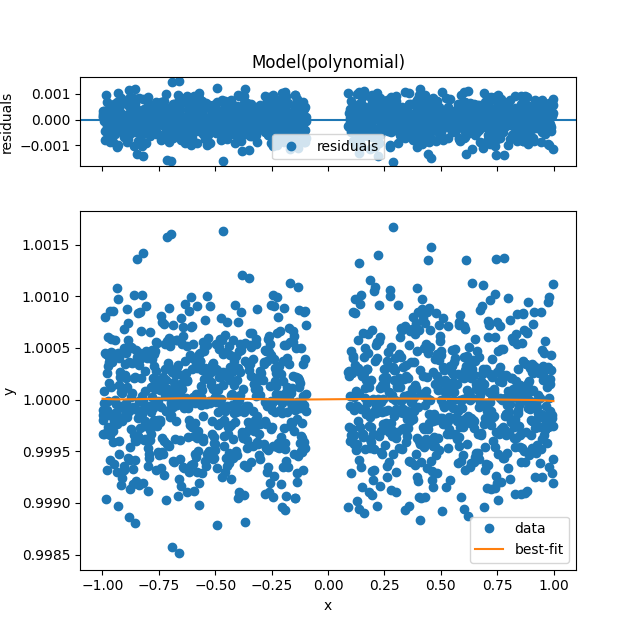 Model(polynomial)
residuals
0.001
0.000
−0.001
residuals
y
1.0015
1.0010
1.0005
1.0000
0.9995
0.9990
0.9985
data
best-fit
−1.00 −0.75 −0.50 −0.25 0.00 0.25 0.50 0.75 1.00
x